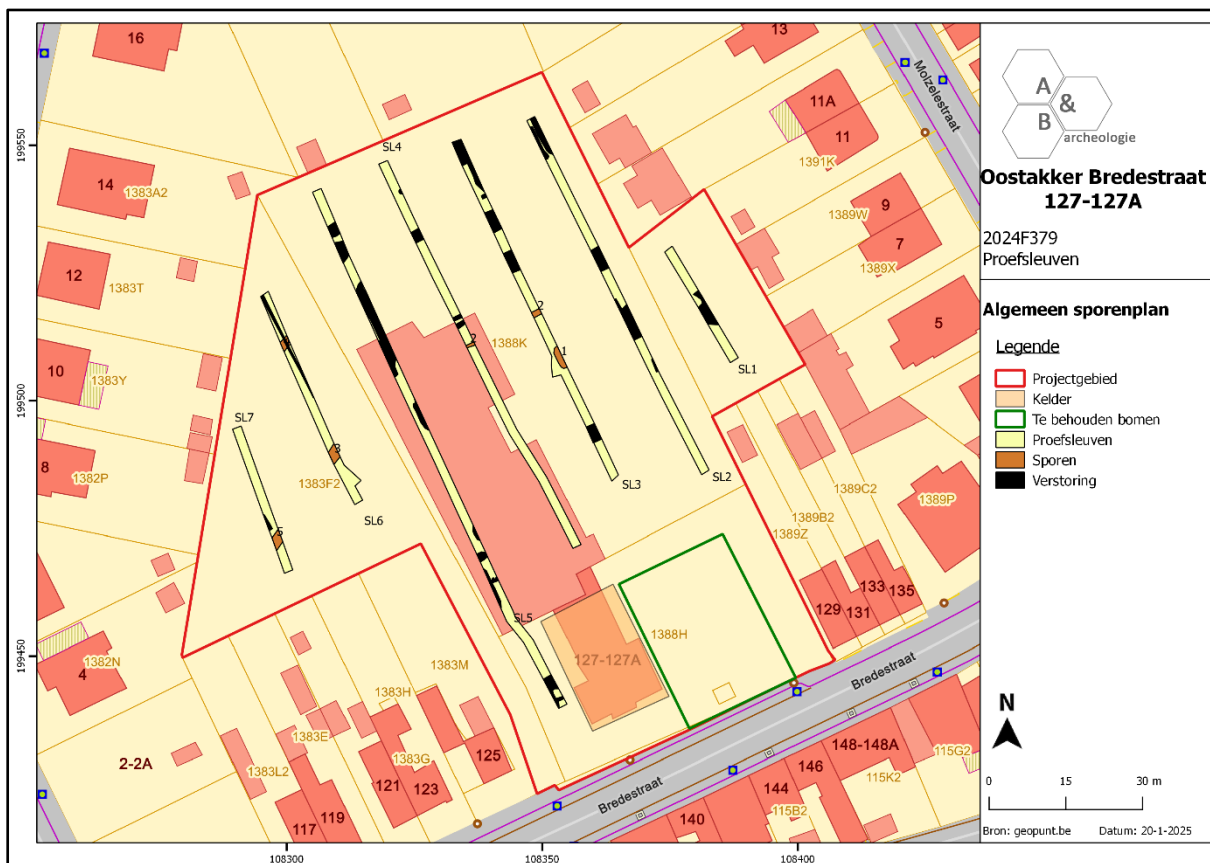 A
&
B
archeologie
Oostakker Bredestraat
127-127A
2024F379
Proefsleuven
Algemeen sporenplan
Legende
Projectgebied
Kelder
Te behouden bomen
Proefsleuven
Sporen
Verstoring
N
0 15 30 m
Bron: geopunt.be Datum: 20-1-2025
199550
199500
199450
108300
108350
108400
16
13
Molzelestraat
11A
11
1391K
SL4
14
1383A2
9
1389W
7
1389X
12
1383T
5
2
2
1388K
1
SL1
10
1383Y
SL7
3
8
1382P
5
1383F2
SL6
SL3
SL2
1389C2
1389P
1389B2
1389Z
133
135
129
131
SL5
1388H
127-127A
4
1382N
1383M
1383H
Bredestraat
2-2A
1383E
1383G
125
1383L2
121
123
148-148A
115G2
146
115K2
Bredestraat
144
115B2
119
117
140